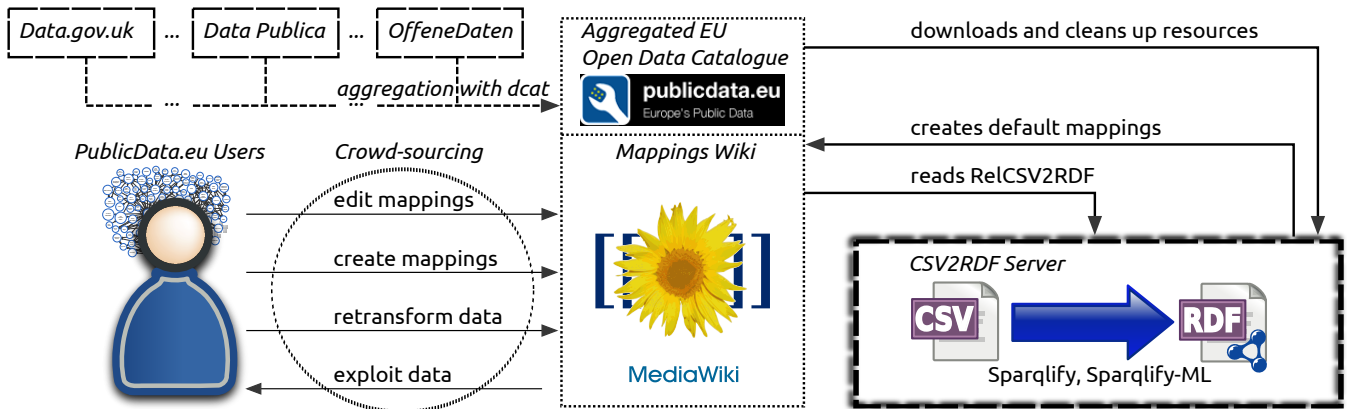 Data.gov.uk ... Data Publica ... OffeneDaten
... ...
aggregation with dcat
Aggregated EU
Open Data Catalogue
publicdata.eu
Europe's Public Data
downloads and cleans up resources
creates default mappings
reads RelCSV2RDF
PublicData.eu Users
Crowd-sourcing
Mappings Wiki
edit mappings
create mappings
retransform data
exploit data
[[ ]]
MediaWiki
CSV2RDF Server
CSV
RDF
Sparqlify, Sparqlify-ML